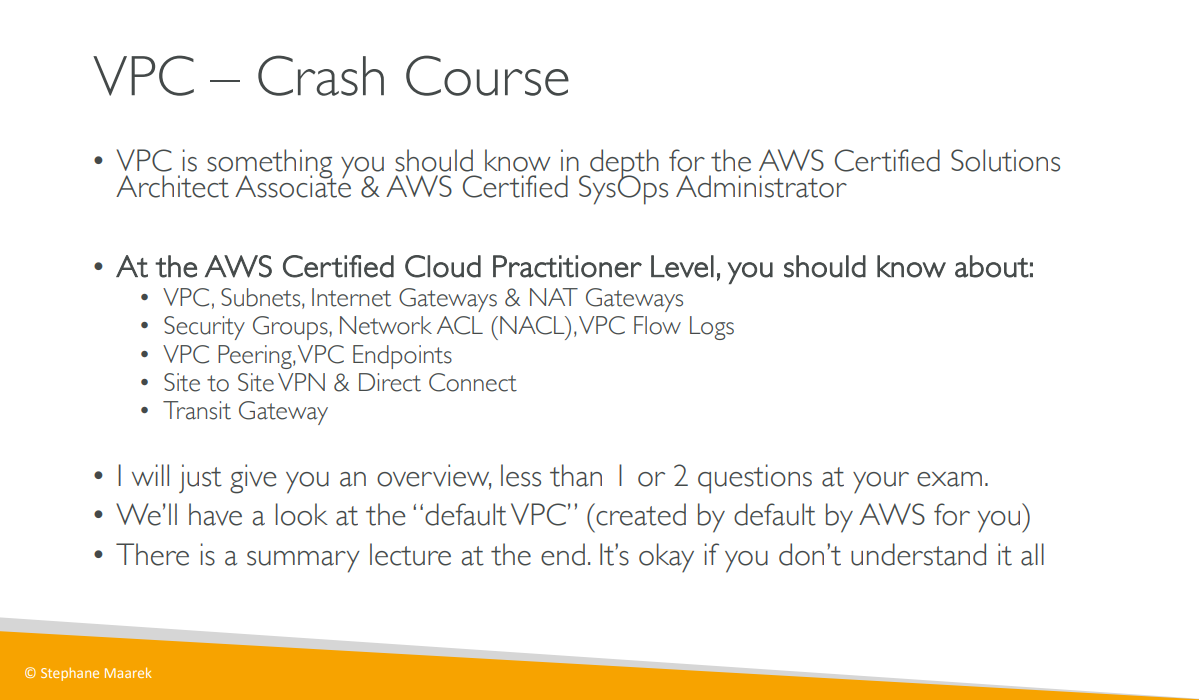 VPC – Crash Course
• VPC is something you should know in depth for the AWS Certified Solutions
Architect Associate & AWS Certified SysOps Administrator
• At the AWS Certified Cloud Practitioner Level, you should know about:
• VPC, Subnets, Internet Gateways & NAT Gateways
• Security Groups, Network ACL (NACL), VPC Flow Logs
• VPC Peering, VPC Endpoints
• Site to Site VPN & Direct Connect
• Transit Gateway
• I will just give you an overview, less than 1 or 2 questions at your exam.
• We’ll have a look at the “default VPC” (created by default by AWS for you)
• There is a summary lecture at the end. It’s okay if you don’t understand it all
© Stephane Maarek